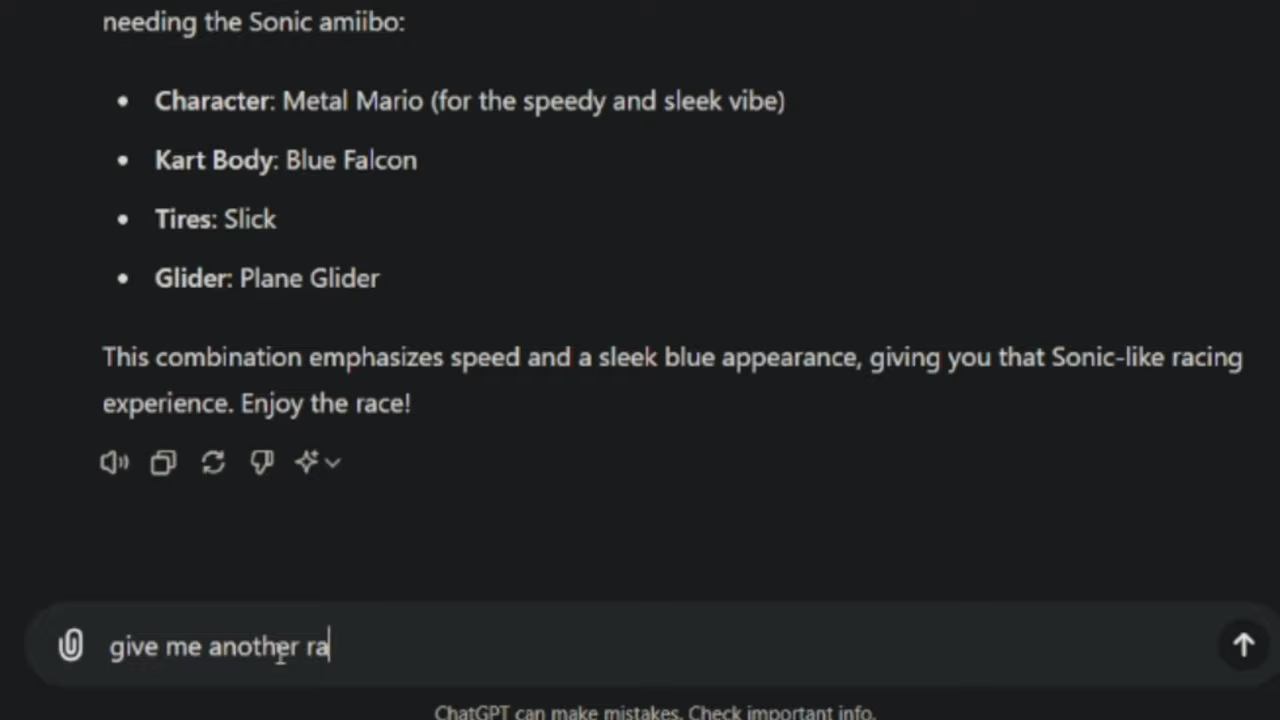 needing the Sonic amiibo:
• Character: Metal Mario (for the speedy and sleek vibe)
• Kart Body: Blue Falcon
• Tires: Slick
• Glider: Plane Glider
This combination emphasizes speed and a sleek blue appearance, giving you that Sonic-like racing
experience. Enjoy the race!
give me another ra
ChatGPT can make mistakes. Check important info.